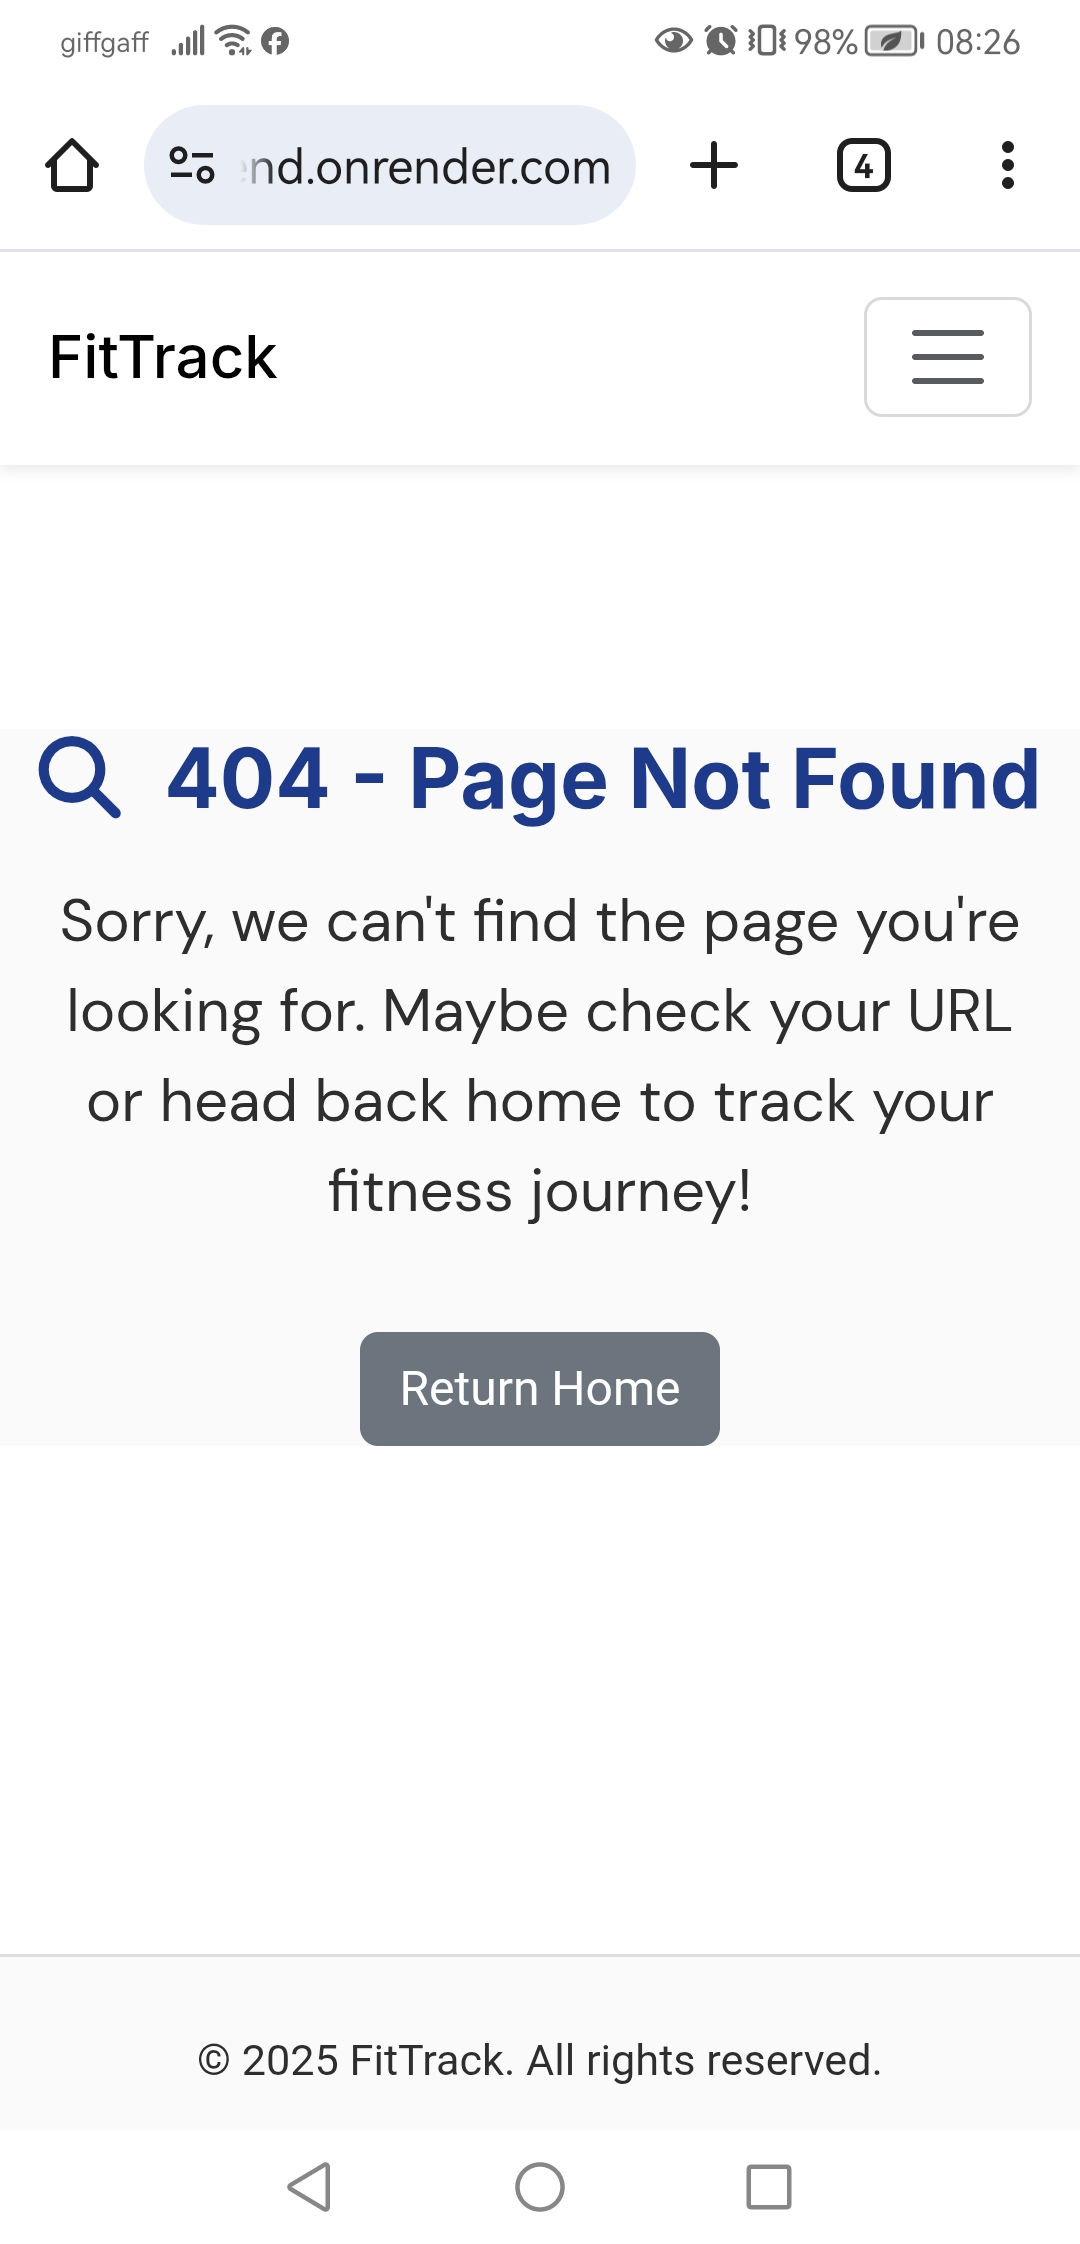 giffgaff 98% 08:26
nd.onrender.com 4
FitTrack
404 - Page Not Found
Sorry, we can't find the page you're
looking for. Maybe check your URL
or head back home to track your
fitness journey!
Return Home
© 2025 FitTrack. All rights reserved.